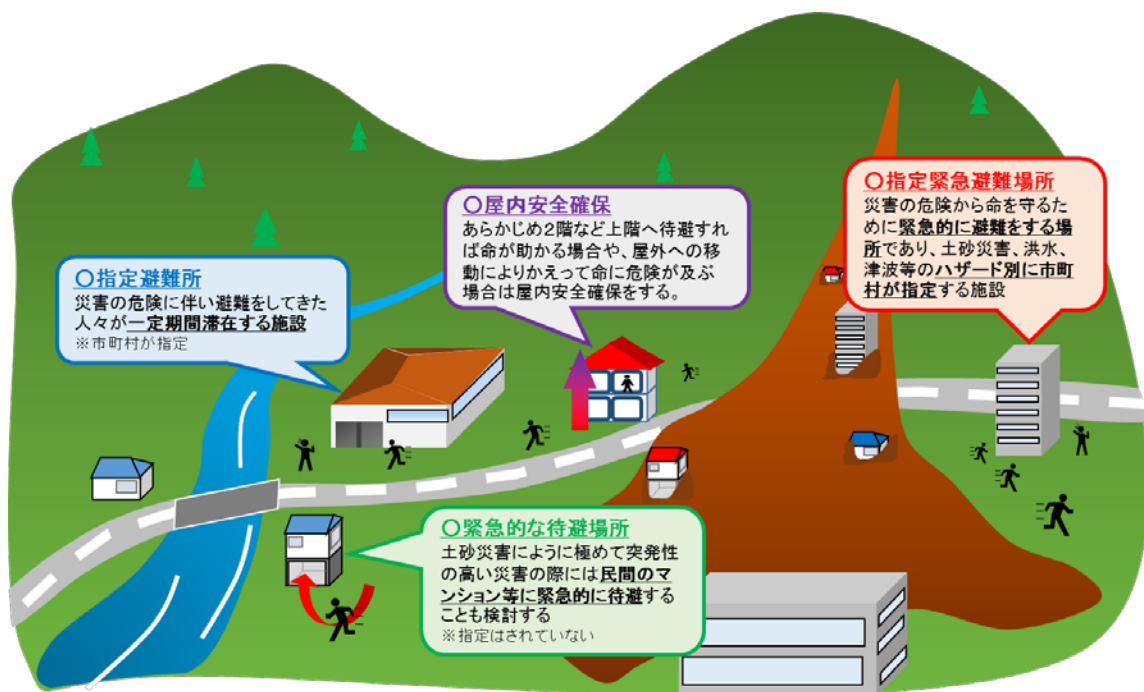 〇指定避難所
災害の危険に伴い避難をしてきた
人々が一定期間滞在する施設
※市町村が指定
〇屋内安全確保
あらかじめ2階など上階へ待避すれ
ば命が助かる場合や、屋外への移
動によりかえって命に危険が及ぶ
場合は屋内安全確保をする。
〇指定緊急避難場所
災害の危険から命を守るた
めに緊急的に避難をする場
所であり、土砂災害、洪水、
津波等のハザード別に市町
村が指定する施設
〇緊急的な待避場所
土砂災害にように極めて突発性
の高い災害の際には民間のマ
ンション等に緊急的に待避する
ことも検討する
※指定はされていない